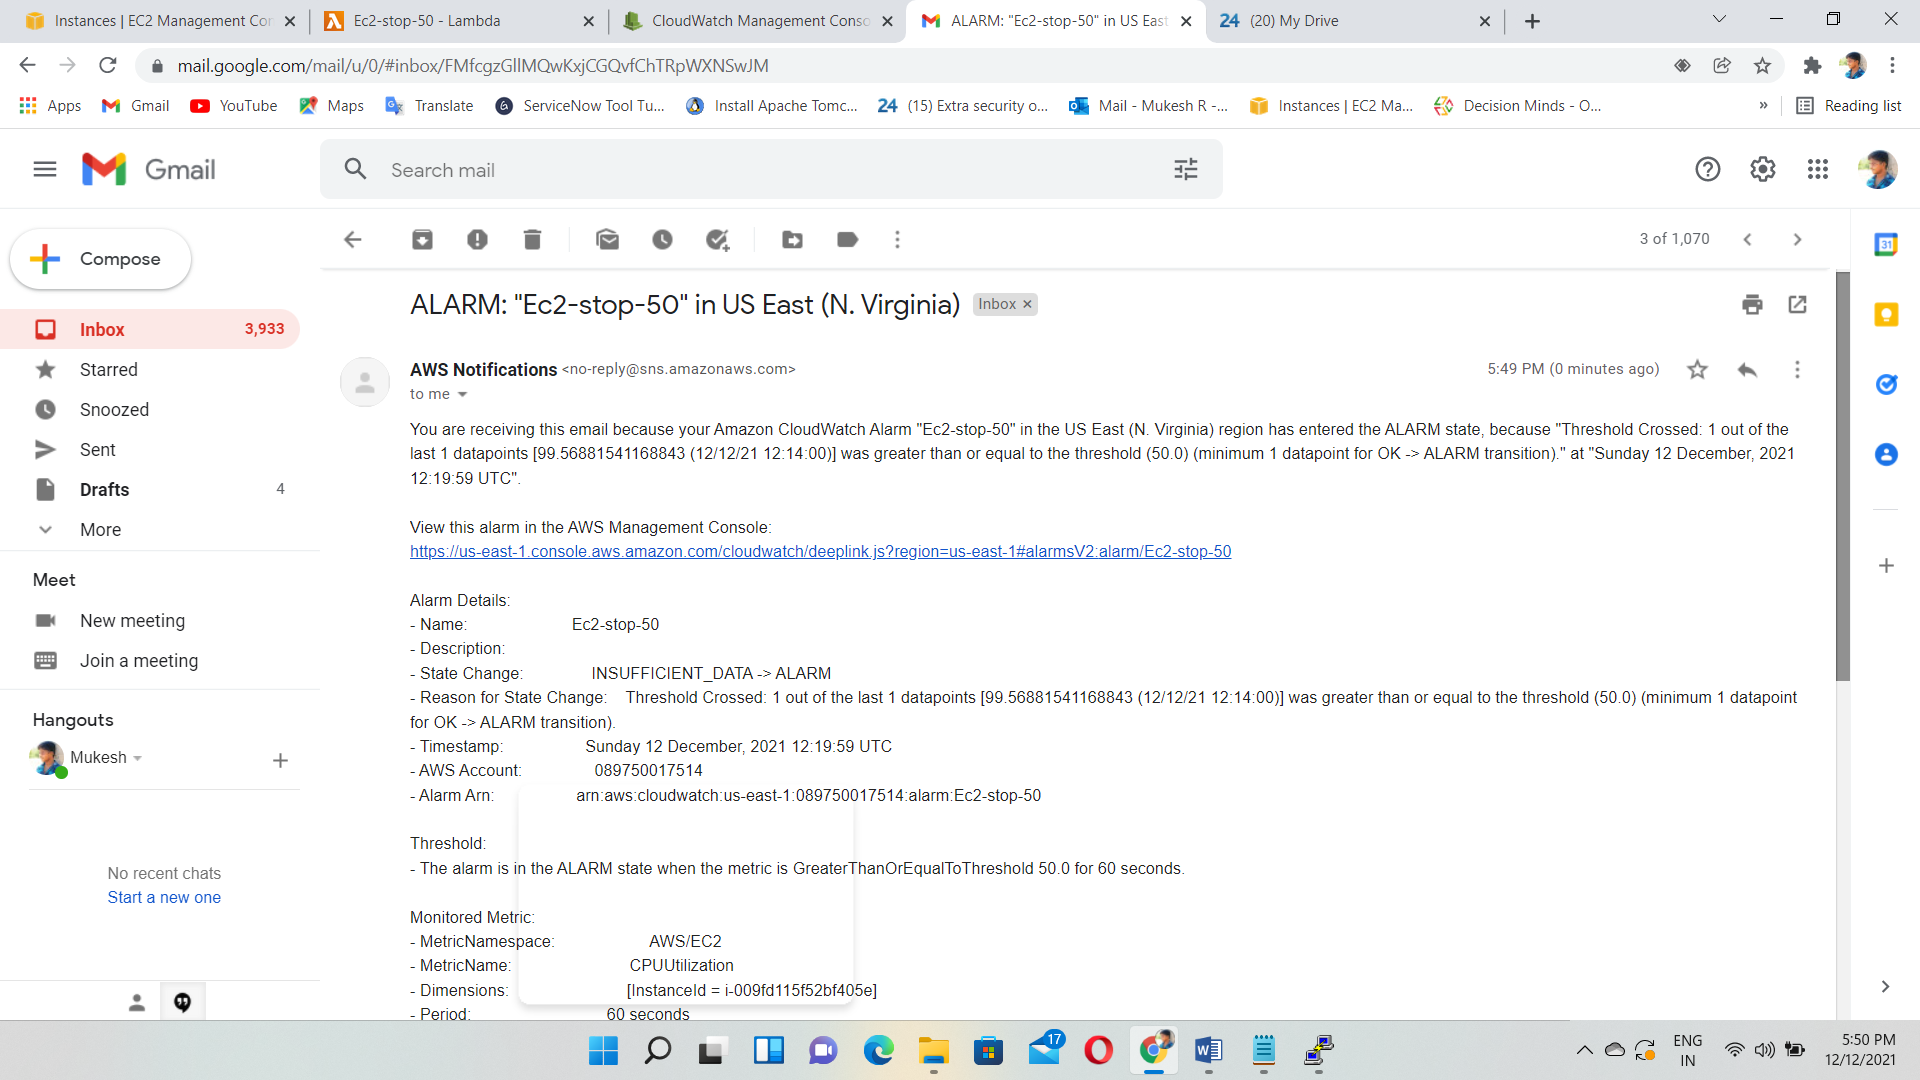 Instances | EC2 Management Con
Ec2-stop-50 - Lambda
CloudWatch Management Conso
ALARM: "Ec2-stop-50" in US East
24 (20) My Drive
mail.google.com/mail/u/0/#inbox/FMfcgzGllMQwKxjCGQvfChTRpWXNSwJM
Apps
Gmail
YouTube
Maps
Translate
ServiceNow Tool Tu...
Install Apache Tomc...
24 (15) Extra security o...
Mail - Mukesh R -...
Instances | EC2 Ma...
Decision Minds - O...
»
Reading list
Gmail
Search mail
Compose
3 of 1,070
Inbox 3,933
Starred
Snoozed
Sent
Drafts 4
More
Meet
New meeting
Join a meeting
Hangouts
Mukesh
No recent chats
Start a new one
ALARM: "Ec2-stop-50" in US East (N. Virginia) Inbox ×
AWS Notifications <no-reply@sns.amazonaws.com>
5:49 PM (0 minutes ago)
to me
You are receiving this email because your Amazon CloudWatch Alarm "Ec2-stop-50" in the US East (N. Virginia) region has entered the ALARM state, because "Threshold Crossed: 1 out of the
last 1 datapoints [99.56881541168843 (12/12/21 12:14:00)] was greater than or equal to the threshold (50.0) (minimum 1 datapoint for OK -> ALARM transition)." at "Sunday 12 December, 2021
12:19:59 UTC".
View this alarm in the AWS Management Console:
https://us-east-1.console.aws.amazon.com/cloudwatch/deeplink.js?region=us-east-1#alarmsV2:alarm/Ec2-stop-50
Alarm Details:
- Name: Ec2-stop-50
- Description:
- State Change: INSUFFICIENT_DATA -> ALARM
- Reason for State Change: Threshold Crossed: 1 out of the last 1 datapoints [99.56881541168843 (12/12/21 12:14:00)] was greater than or equal to the threshold (50.0) (minimum 1 datapoint
for OK -> ALARM transition).
- Timestamp: Sunday 12 December, 2021 12:19:59 UTC
- AWS Account: 089750017514
- Alarm Arn: arn:aws:cloudwatch:us-east-1:089750017514:alarm:Ec2-stop-50
Threshold:
- The alarm is in the ALARM state when the metric is GreaterThanOrEqualToThreshold 50.0 for 60 seconds.
Monitored Metric:
- MetricNamespace: AWS/EC2
- MetricName: CPUUtilization
- Dimensions: [InstanceId = i-009fd115f52bf405e]
- Period: 60 seconds
31
17
ENG
IN
5:50 PM
12/12/2021